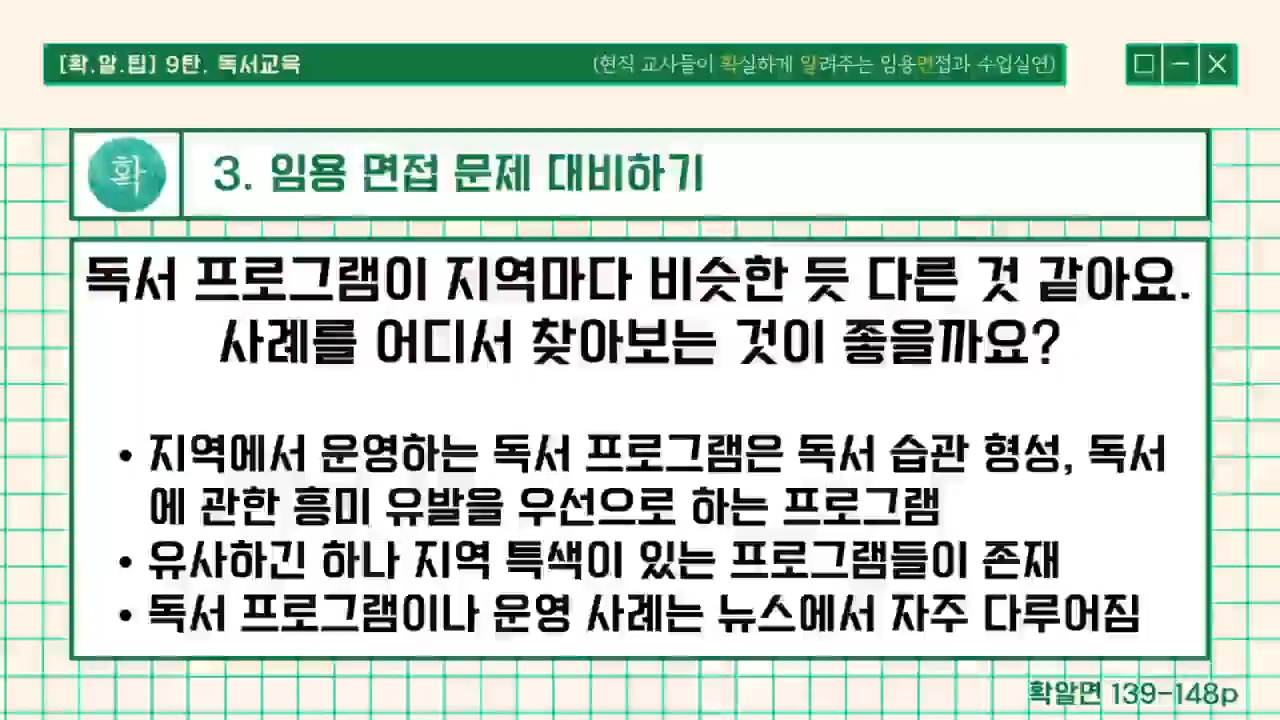 [확.알.팁] 9탄. 독서교육
(현직 교사들이 확실하게 알려주는 임용면접과 수업실연)
확
3. 임용 면접 문제 대비하기
독서 프로그램이 지역마다 비슷한 듯 다른 것 같아요.
사례를 어디서 찾아보는 것이 좋을까요?
• 지역에서 운영하는 독서 프로그램은 독서 습관 형성, 독서
에 관한 흥미 유발을 우선으로 하는 프로그램
• 유사하긴 하나 지역 특색이 있는 프로그램들이 존재
• 독서 프로그램이나 운영 사례는 뉴스에서 자주 다루어짐
확알면 139-148p